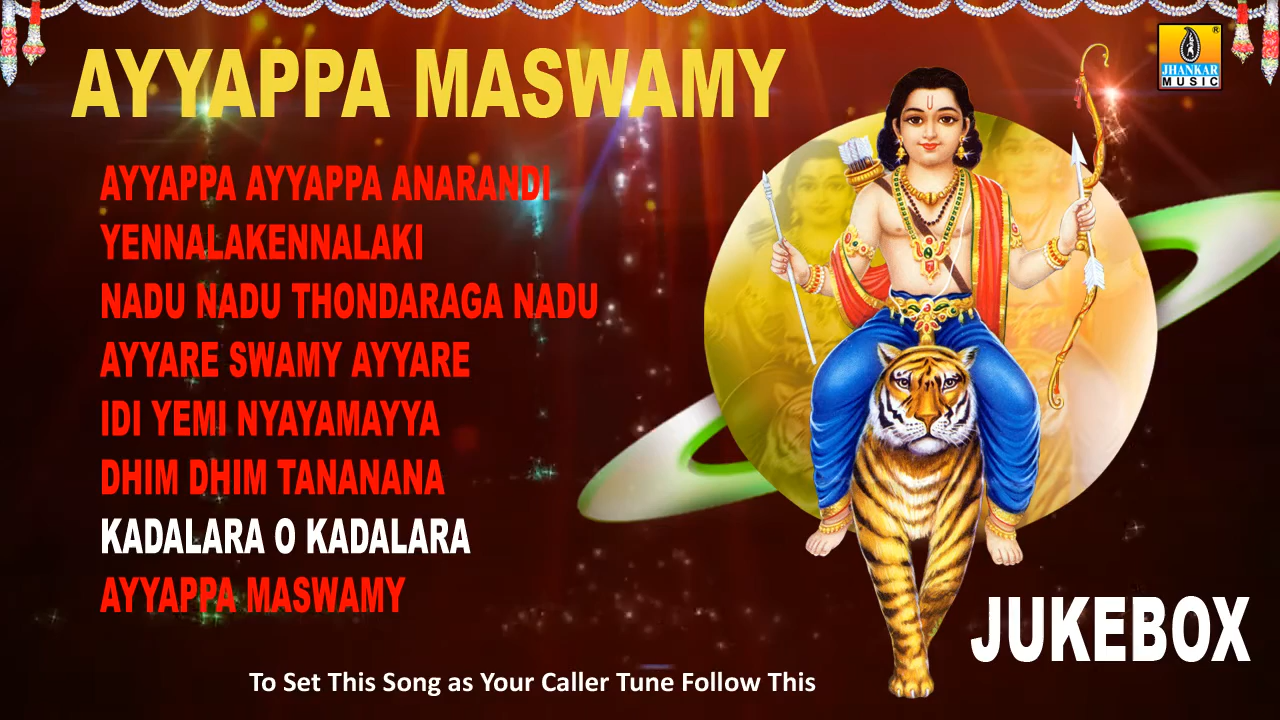 AYYAPPA MASWAMY
JHANKAR
MUSIC
®
AYYAPPA AYYAPPA ANARANDI
YENNALAKENNALAKI
NADU NADU THONDARAGA NADU
AYYARE SWAMY AYYARE
IDI YEMI NYAYAMAYYA
DHIM DHIM TANANANA
KADALARA O KADALARA
AYYAPPA MASWAMY
JUKEBOX
To Set This Song as Your Caller Tune Follow This